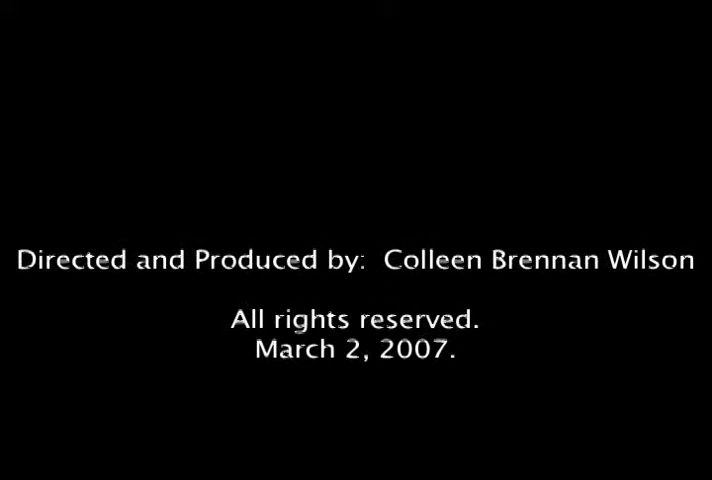 Directed and Produced by:  Colleen Brennan Wilson
All rights reserved.
March 2, 2007.